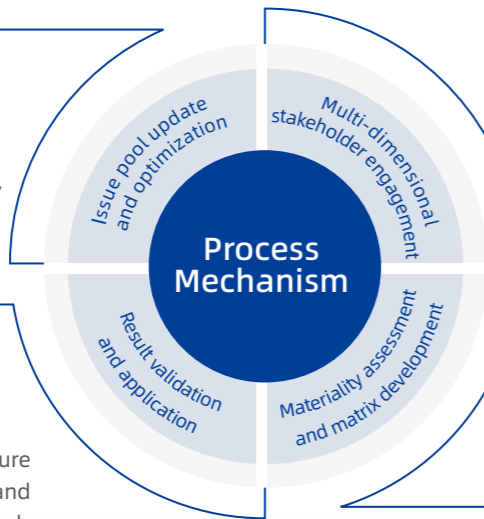 Issue pool update
and optimization
Multi-dimensional
stakeholder engagement
Process
Mechanism
Result validation
and application
Materiality assessment
and matrix development
ure
and